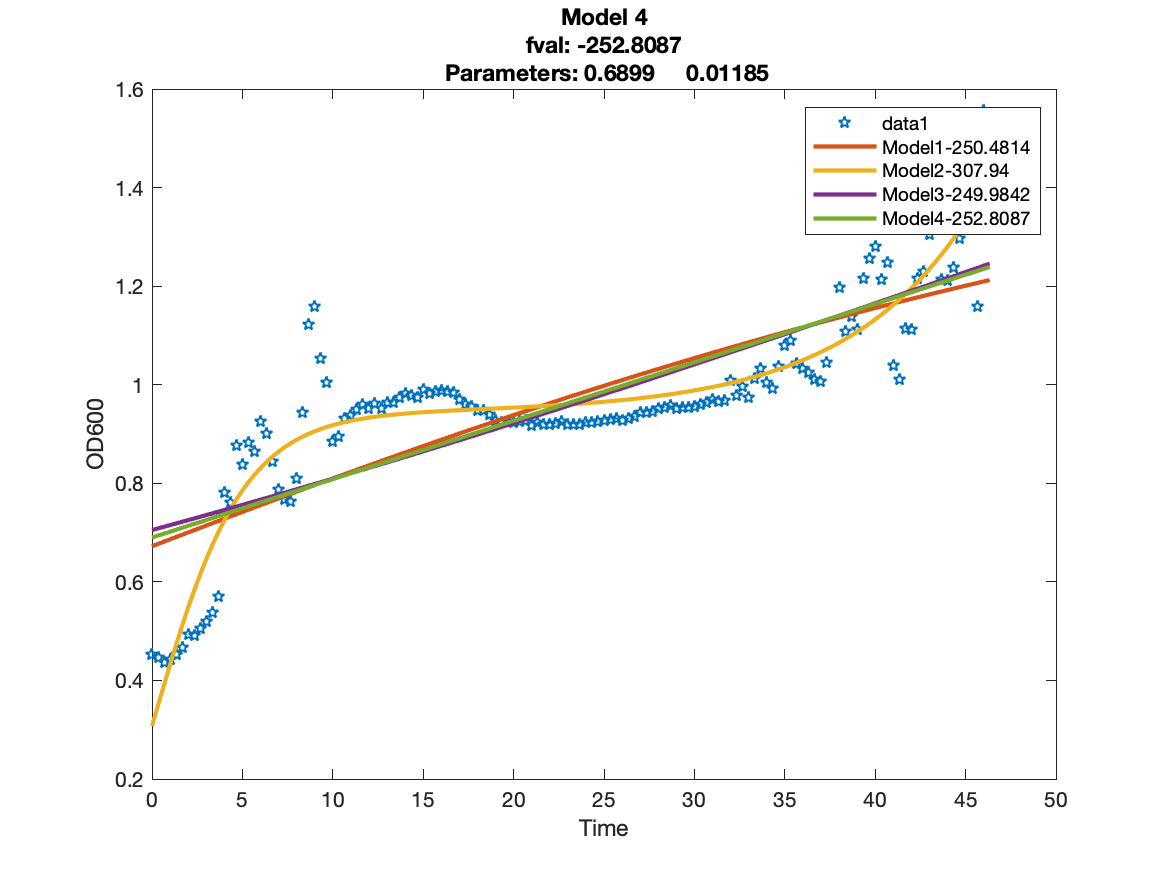 Model 4
fval: -252.8087
Parameters: 0.6899 0.01185
1.6
1.4
1.2
1
0.8
0.6
0.4
0.2
OD600
0 5 10 15 20 25 30 35 40 45 50
Time
data1
Model1-250.4814
Model2-307.94
Model3-249.9842
Model4-252.8087